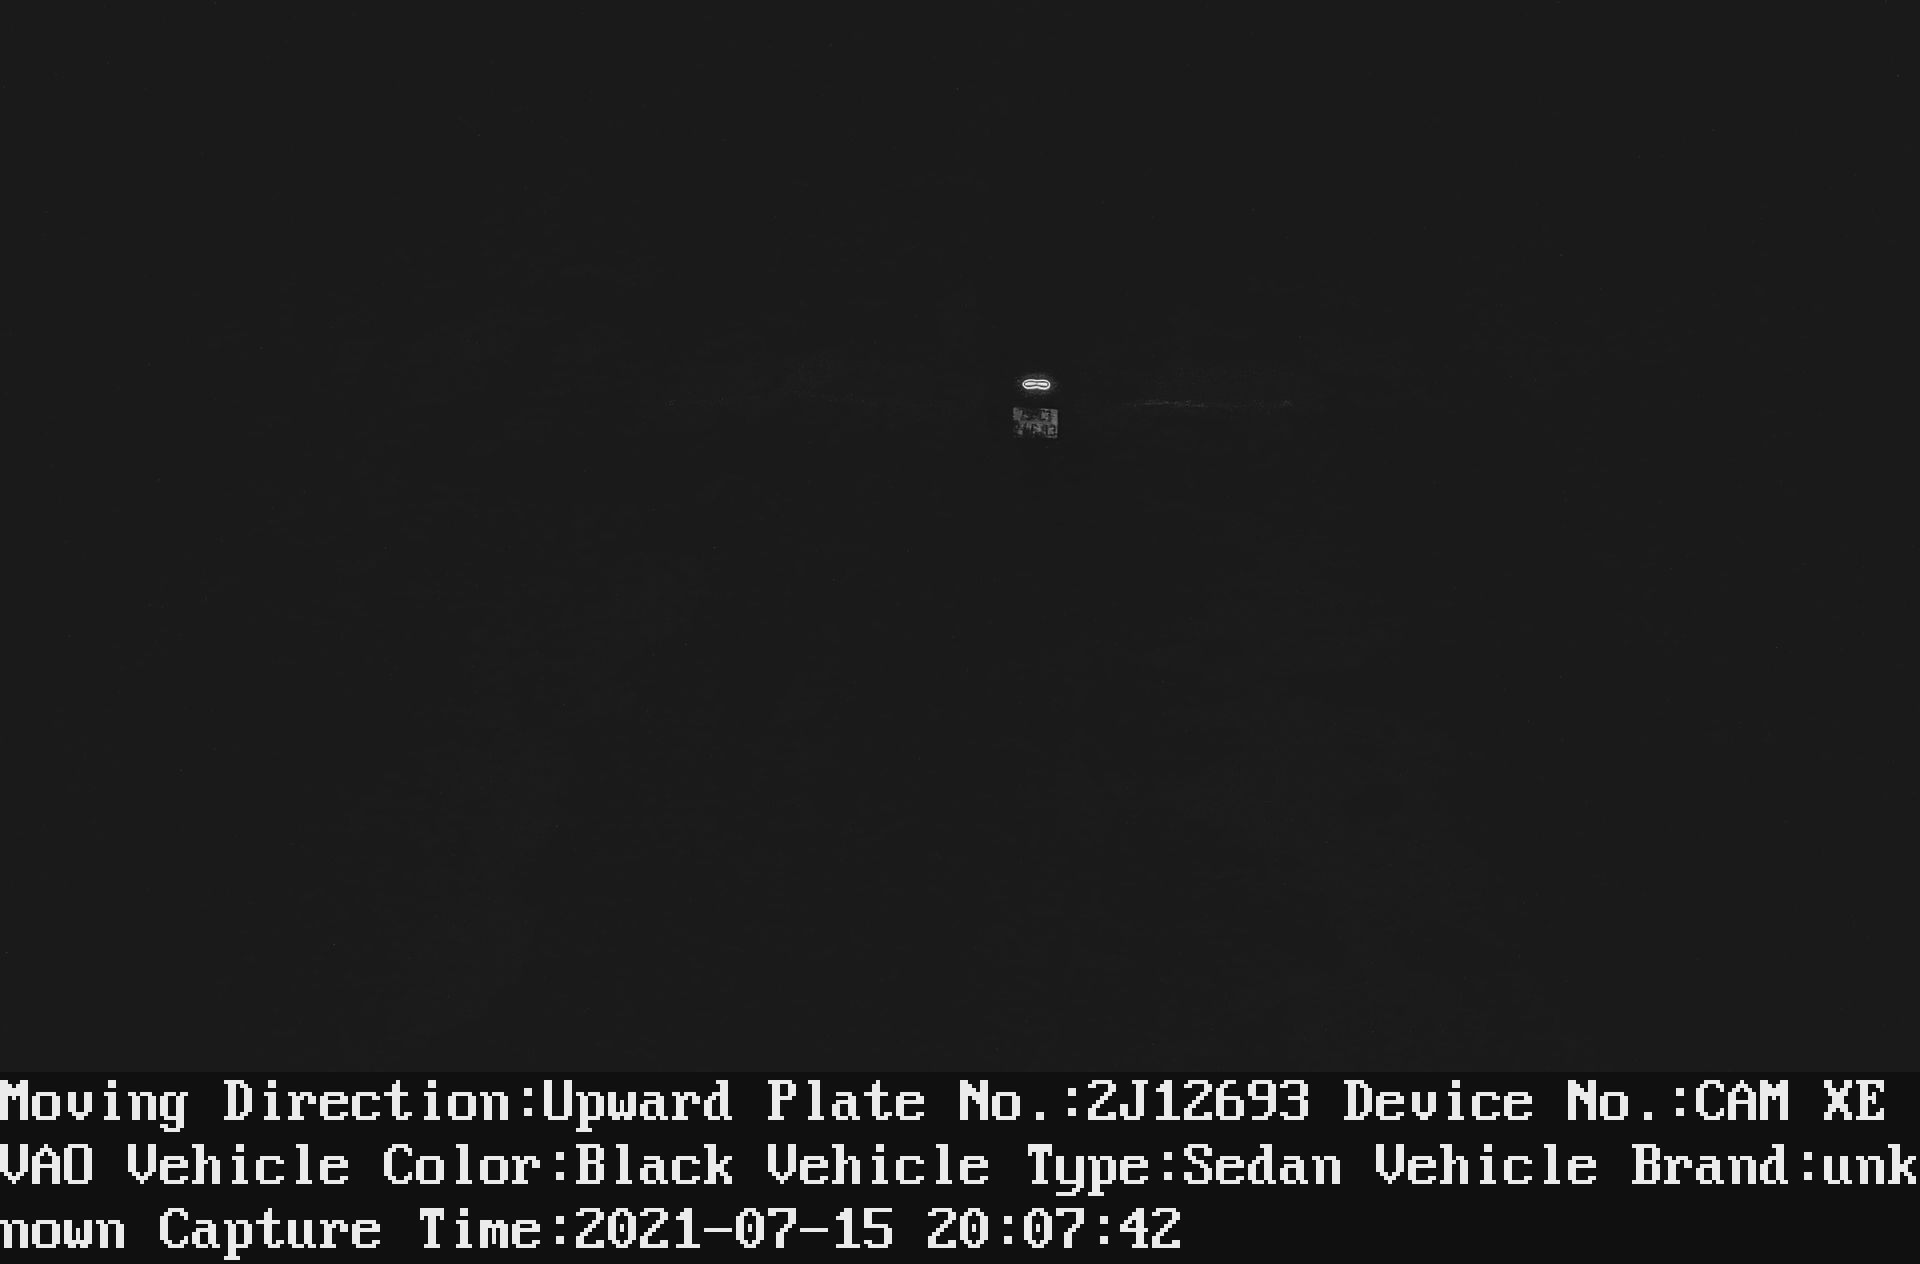 Moving Direction:Upward Plate No.:2J12693 Device No.:CAM XE
VAO Vehicle Color:Black Vehicle Type:Sedan Vehicle Brand:unk
nown Capture Time:2021-07-15 20:07:42